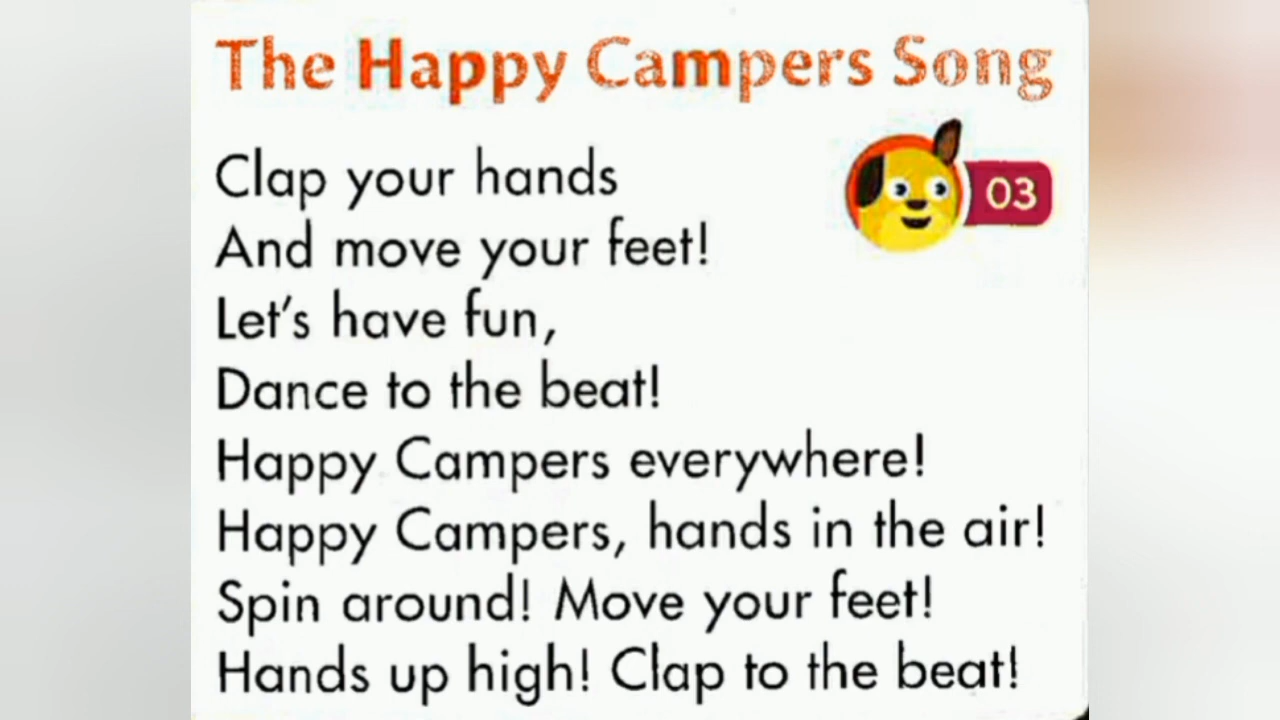 The Happy Campers Song
03
Clap your hands
And move your feet!
Let's have fun,
Dance to the beat!
Happy Campers everywhere!
Happy Campers, hands in the air!
Spin around! Move your feet!
Hands up high! Clap to the beat!